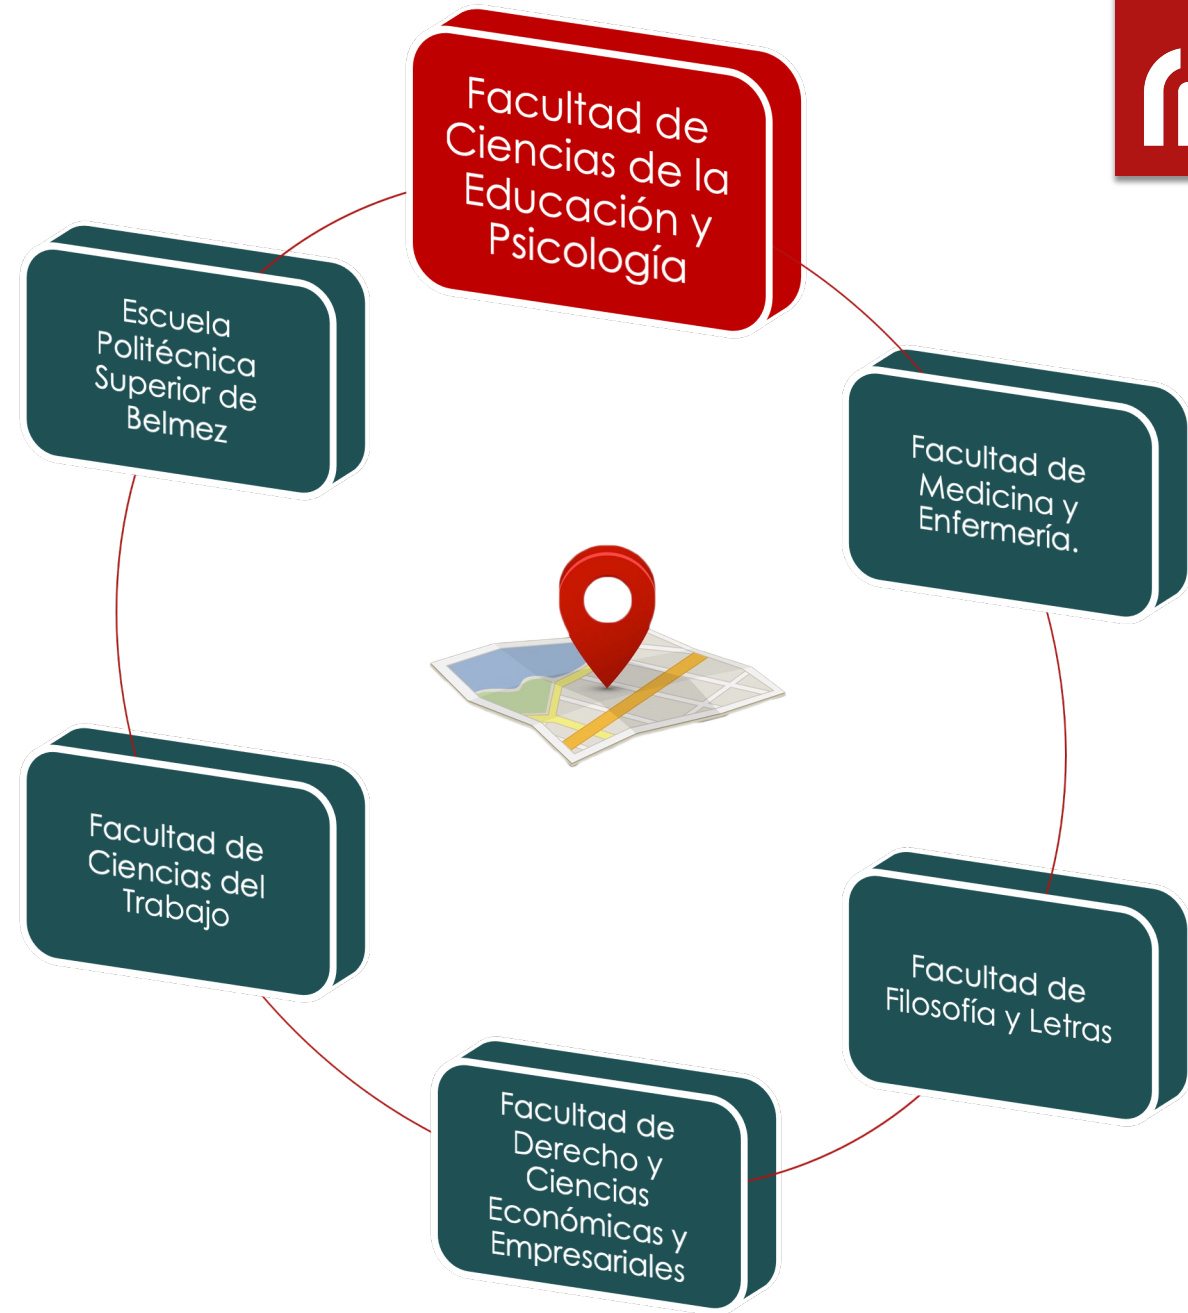 Facultad de
Ciencias de la
Educación y
Psicología
Escuela
Politécnica
Superior de
Belmez
Facultad de
Medicina y
Enfermería.
Facultad de
Ciencias del
Trabajo
Facultad de
Filosofía y Letras
Facultad de
Derecho y
Ciencias
Económicas y
Empresariales